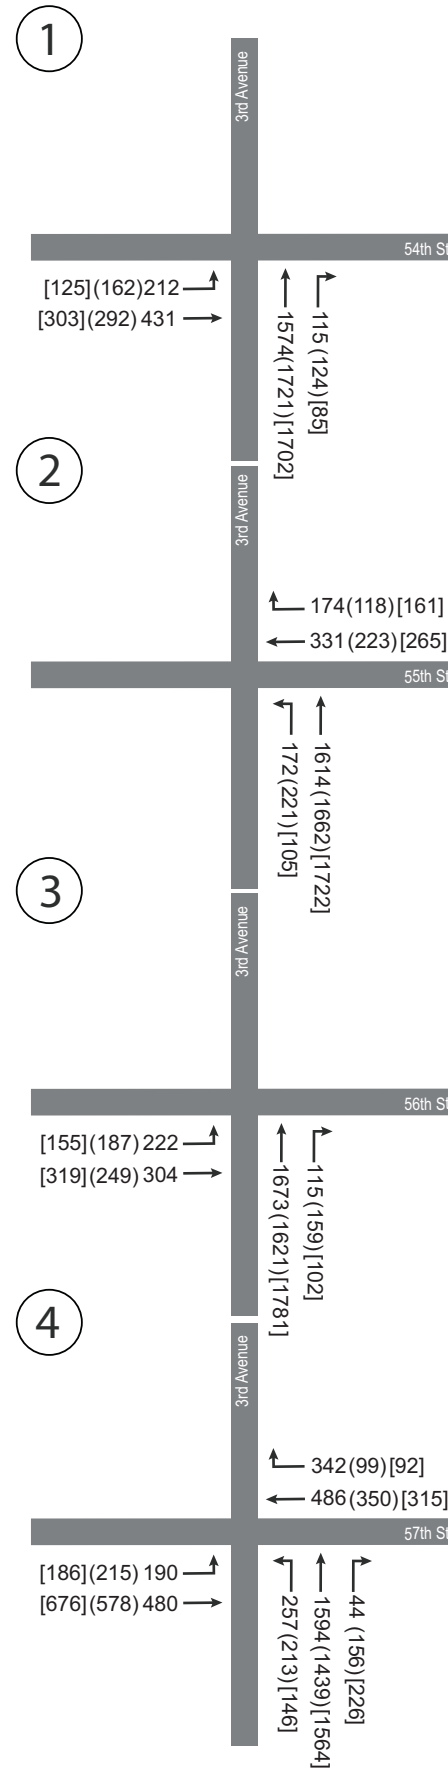 1
3rd Avenue
54th St
[125](162)212
[303](292) 431
1574(1721)[1702]
115 (124)[85]
2
3rd Avenue
174(118)[161]
331(223)[265]
55th St
172(221)[105]
1614(1662)[1722]
3
3rd Avenue
56th St
[155](187) 222
[319](249) 304
1673(1621)[1781]
115(159)[102]
4
3rd Avenue
342(99)[92]
486(350)[315]
57th St
[186](215) 190
[676](578) 480
257(213)[146]
1594(1439)[1564]
44 (156)[226]